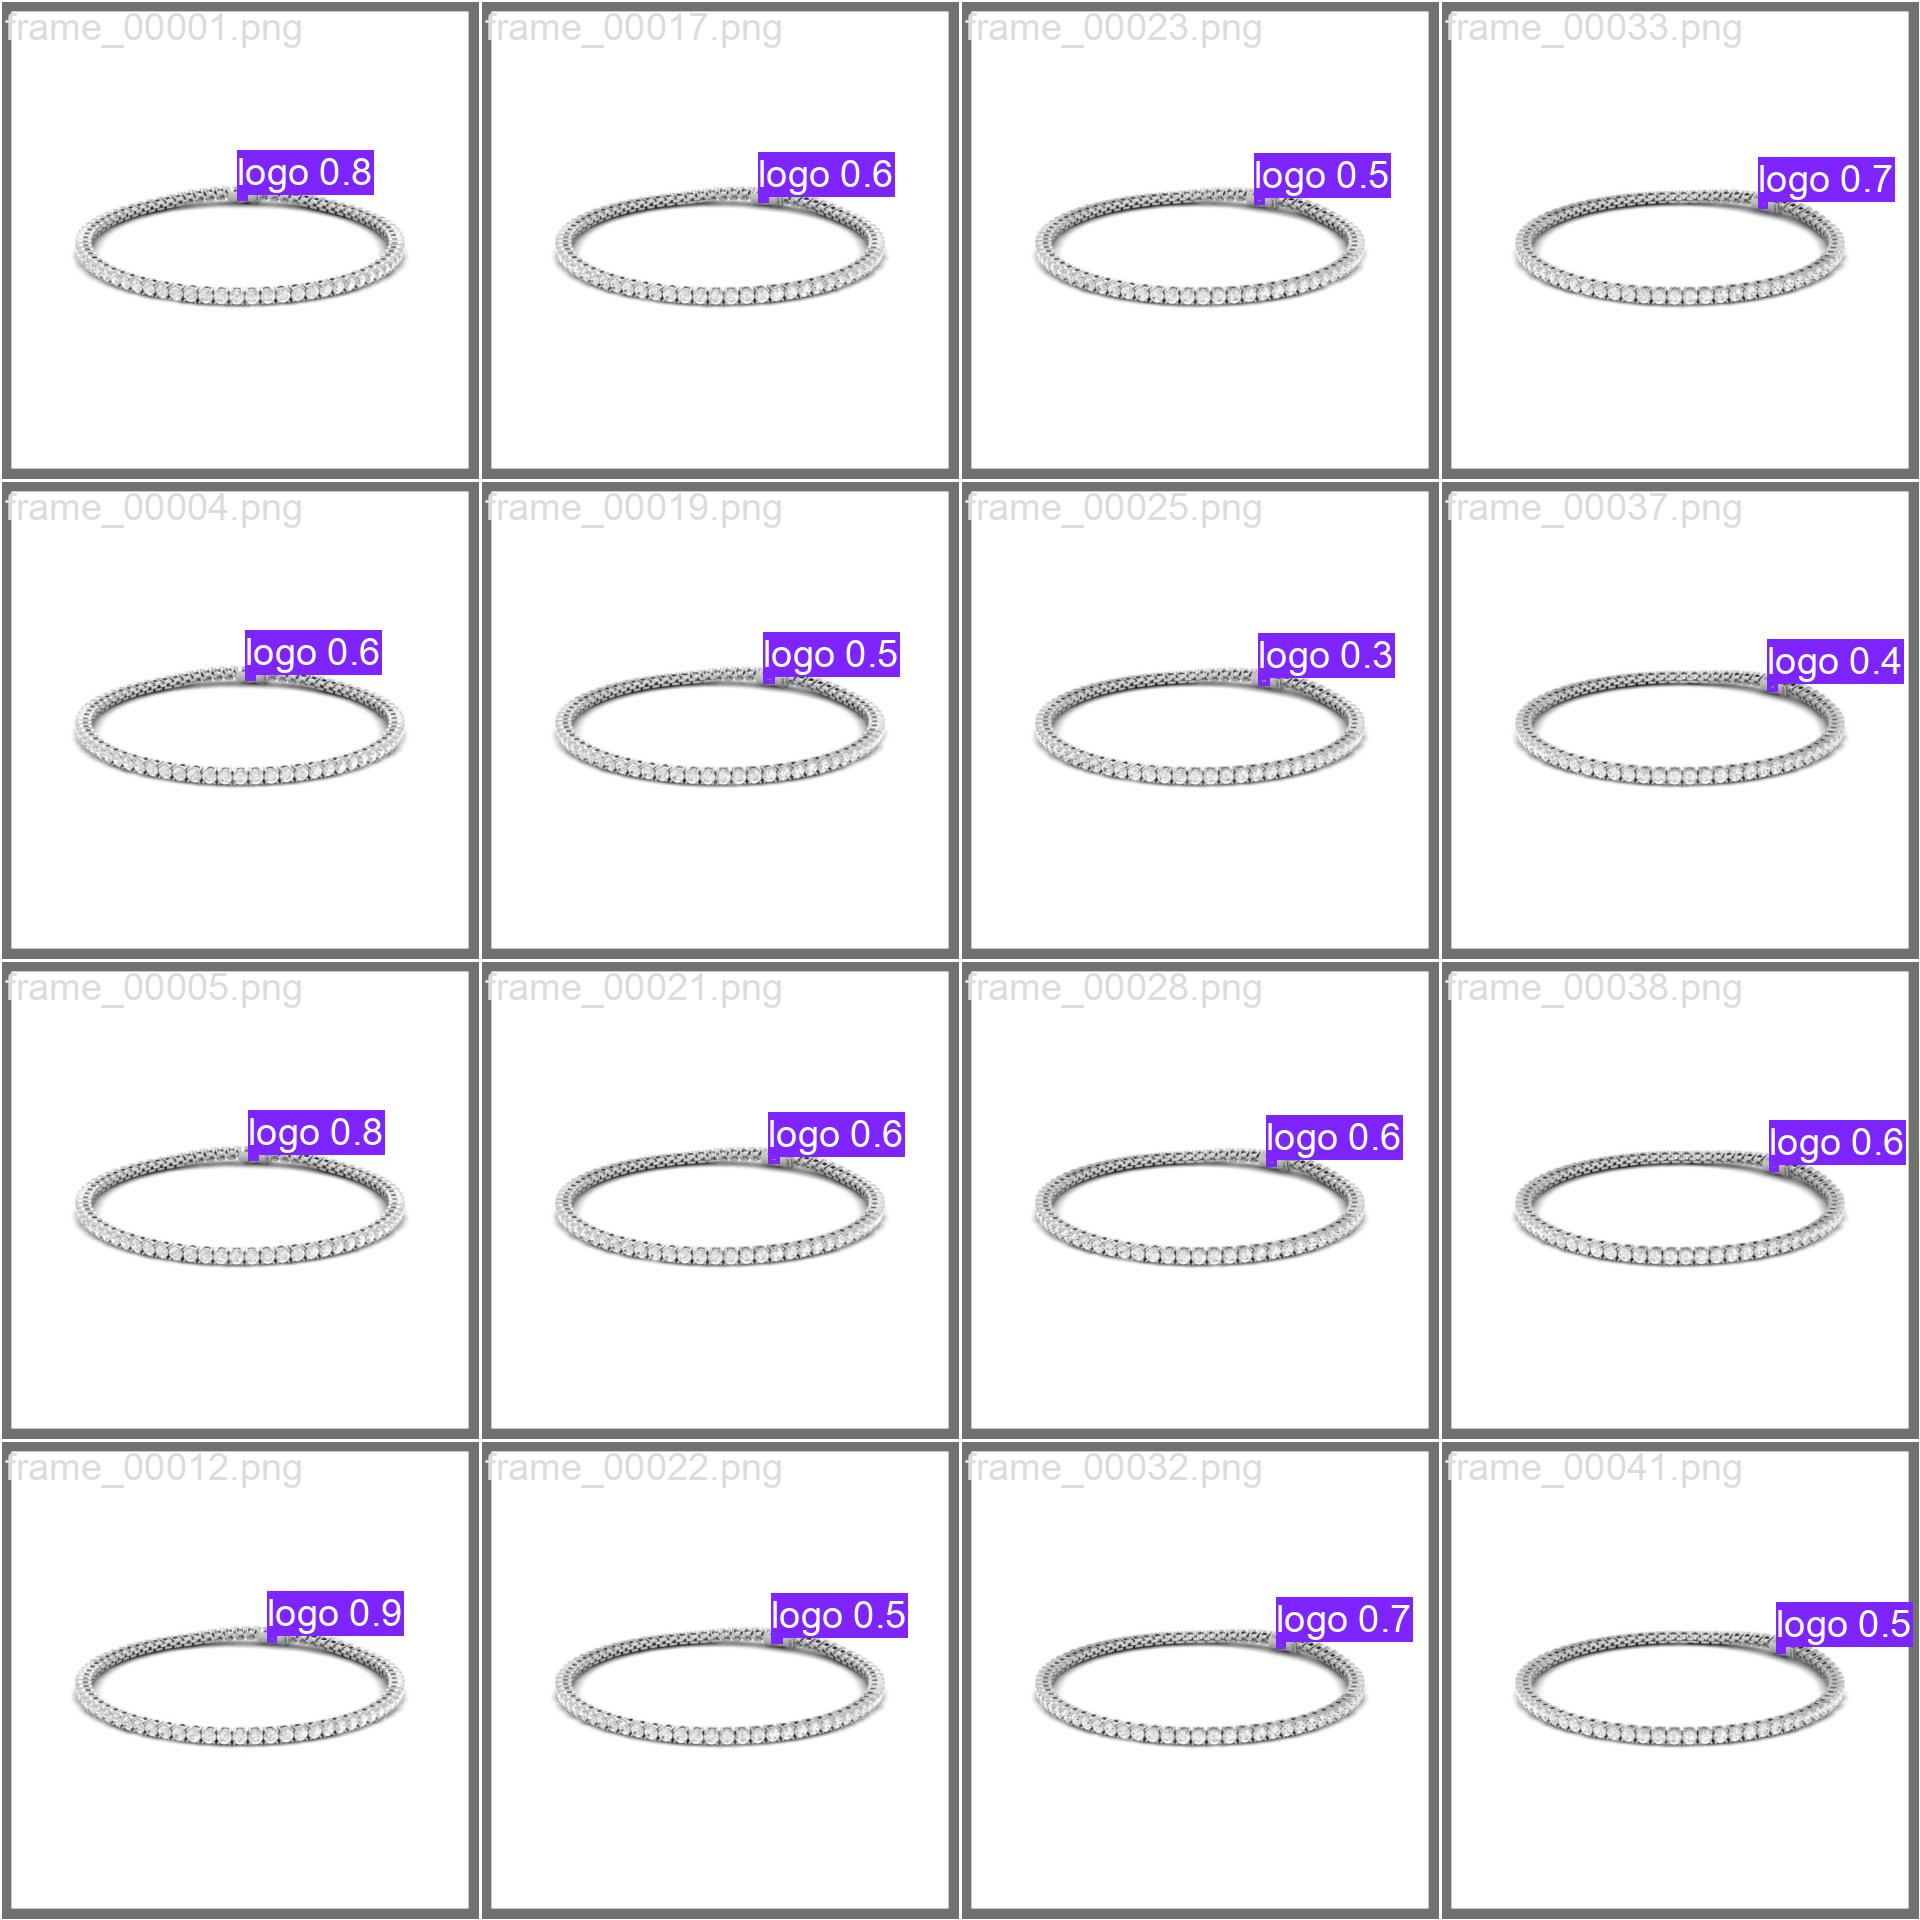 frame_00001.png
frame_00017.png
frame_00023.png
frame_00033.png
logo 0.8
logo 0.6
logo 0.5
logo 0.7
frame_00004.png
frame_00019.png
frame_00025.png
frame_00037.png
logo 0.6
logo 0.5
logo 0.3
logo 0.4
frame_00005.png
frame_00021.png
frame_00028.png
frame_00038.png
logo 0.8
logo 0.6
logo 0.6
logo 0.6
frame_00012.png
frame_00022.png
frame_00032.png
frame_00041.png
logo 0.9
logo 0.5
logo 0.7
logo 0.5